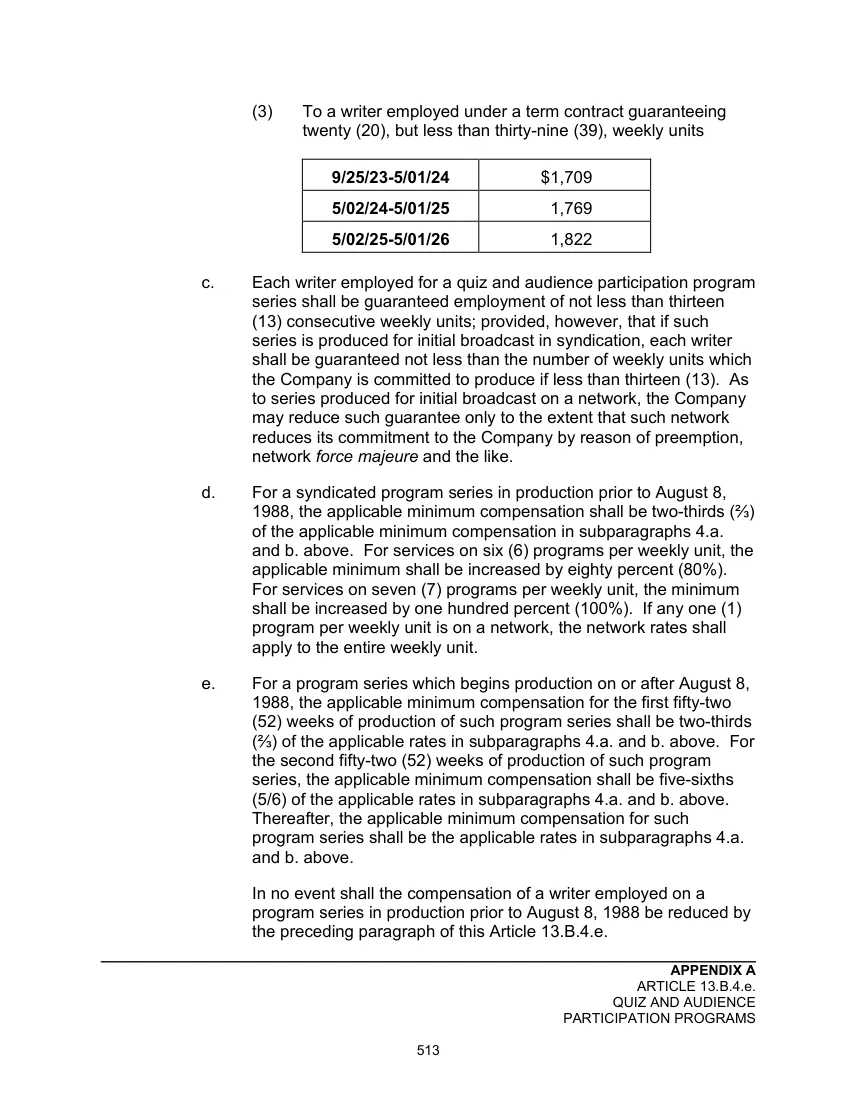 (3) To a writer employed under a term contract guaranteeing
twenty (20), but less than thirty-nine (39), weekly units
9/25/23-5/01/24 $1,709
5/02/24-5/01/25 1,769
5/02/25-5/01/26 1,822
c. Each writer employed for a quiz and audience participation program
series shall be guaranteed employment of not less than thirteen
(13) consecutive weekly units; provided, however, that if such
series is produced for initial broadcast in syndication, each writer
shall be guaranteed not less than the number of weekly units which
the Company is committed to produce if less than thirteen (13). As
to series produced for initial broadcast on a network, the Company
may reduce such guarantee only to the extent that such network
reduces its commitment to the Company by reason of preemption,
network force majeure and the like.
d. For a syndicated program series in production prior to August 8,
1988, the applicable minimum compensation shall be two-thirds (⅔)
of the applicable minimum compensation in subparagraphs 4.a.
and b. above. For services on six (6) programs per weekly unit, the
applicable minimum shall be increased by eighty percent (80%).
For services on seven (7) programs per weekly unit, the minimum
shall be increased by one hundred percent (100%). If any one (1)
program per weekly unit is on a network, the network rates shall
apply to the entire weekly unit.
e. For a program series which begins production on or after August 8,
1988, the applicable minimum compensation for the first fifty-two
(52) weeks of production of such program series shall be two-thirds
(⅔) of the applicable rates in subparagraphs 4.a. and b. above. For
the second fifty-two (52) weeks of production of such program
series, the applicable minimum compensation shall be five-sixths
(5/6) of the applicable rates in subparagraphs 4.a. and b. above.
Thereafter, the applicable minimum compensation for such
program series shall be the applicable rates in subparagraphs 4.a.
and b. above.
In no event shall the compensation of a writer employed on a
program series in production prior to August 8, 1988 be reduced by
the preceding paragraph of this Article 13.B.4.e.
APPENDIX A
ARTICLE 13.B.4.e.
QUIZ AND AUDIENCE
PARTICIPATION PROGRAMS
513